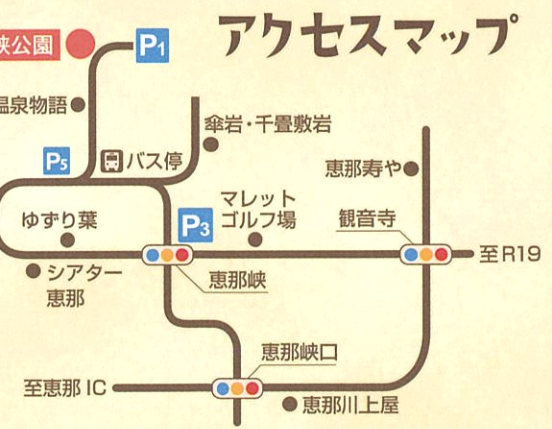 アクセスマップ
峡公園
P1
温泉物語
傘岩・千畳敷岩
P5
バス停
恵那寿や
マレット
ゴルフ場
ゆずり葉
P3
観音寺
至R19
シアター
恵那
恵那峡
恵那峡口
至恵那IC
恵那川上屋